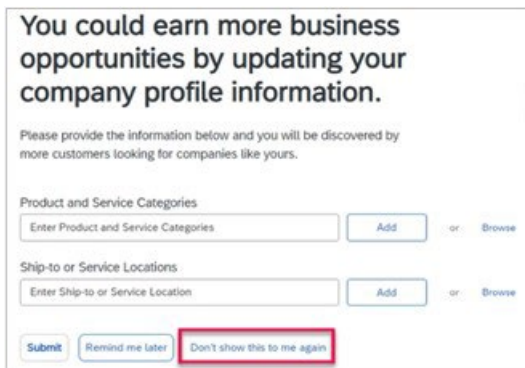 You could earn more business
opportunities by updating your
company profile information.
Please provide the information below and you will be discovered by
more customers looking for companies like yours.
Product and Service Categories
Enter Product and Service Categories Add or Browse
Ship-to or Service Locations
Enter Ship-to or Service Location Add or Browse
Submit Remind me later Don't show this to me again